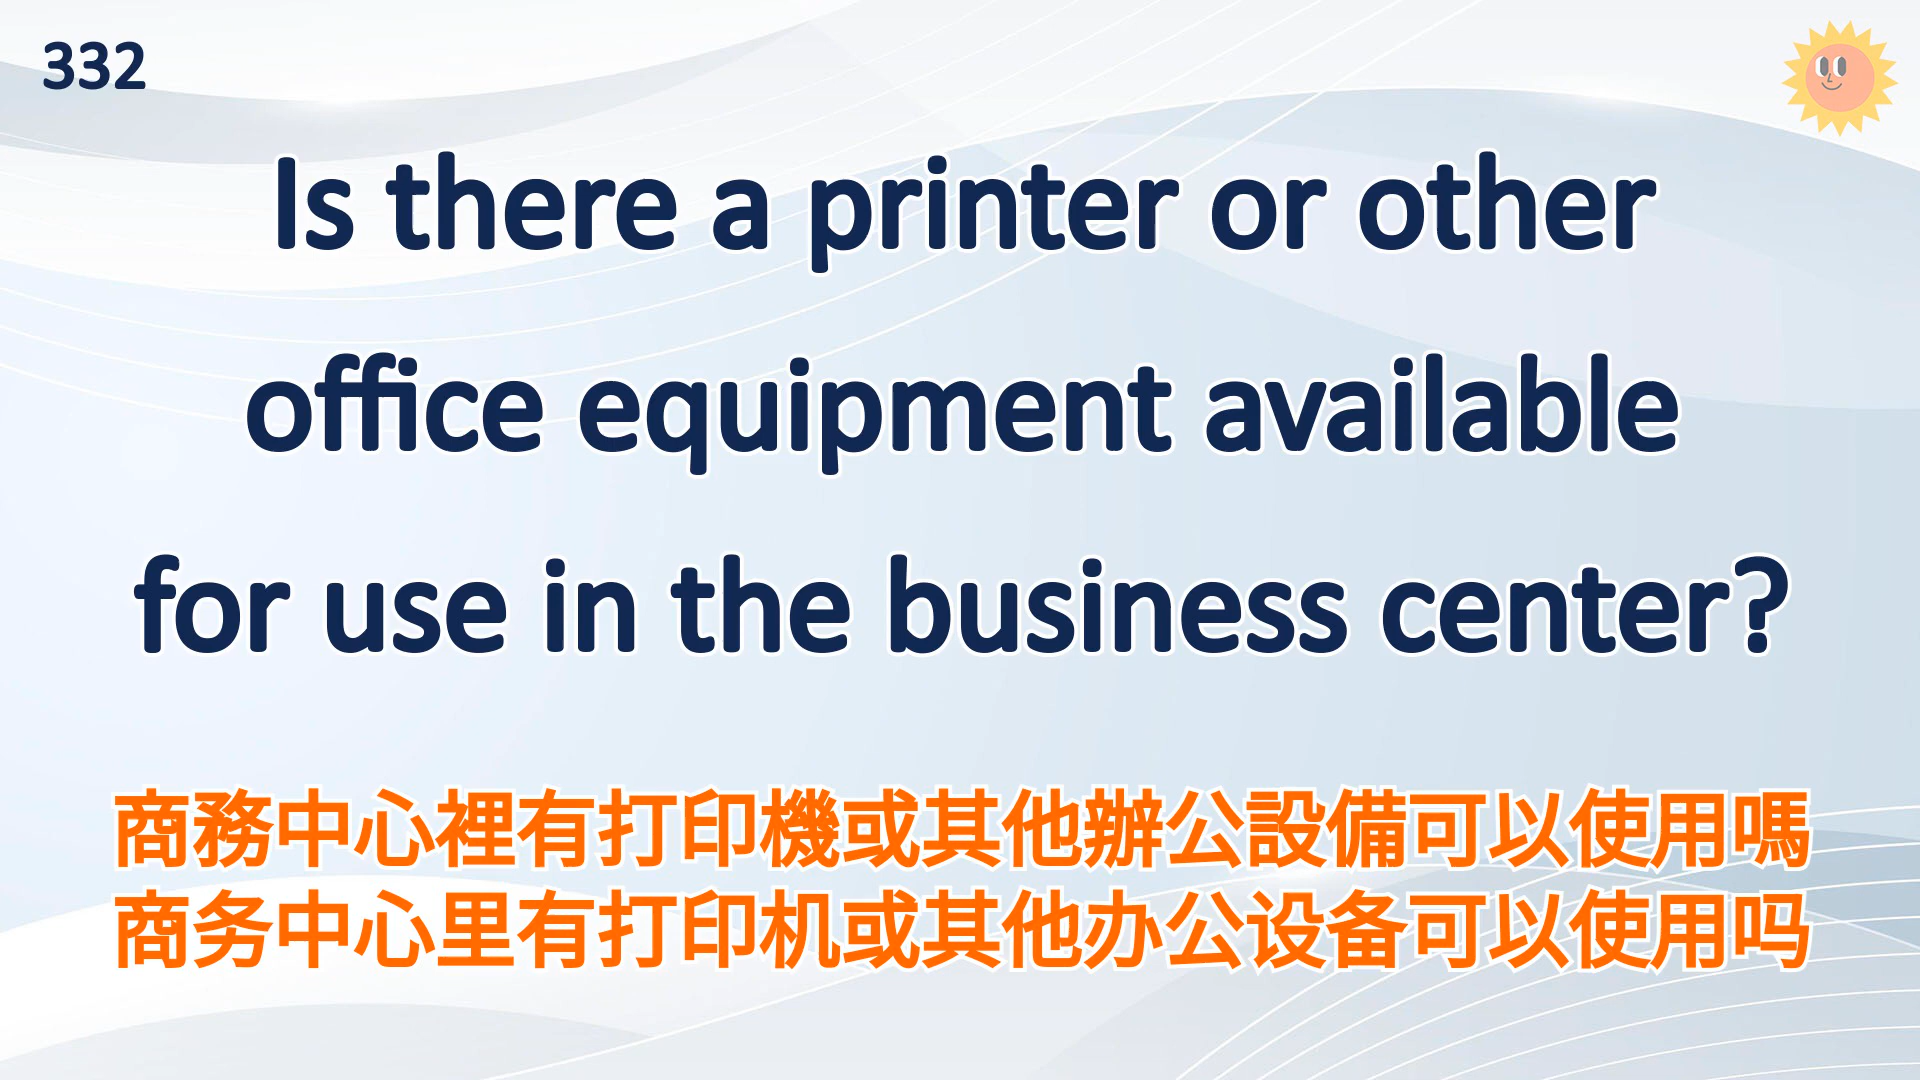 332
Is there a printer or other
office equipment available
for use in the business center?
商務中心裡有打印機或其他辦公設備可以使用嗎
商务中心里有打印机或其他办公设备可以使用吗